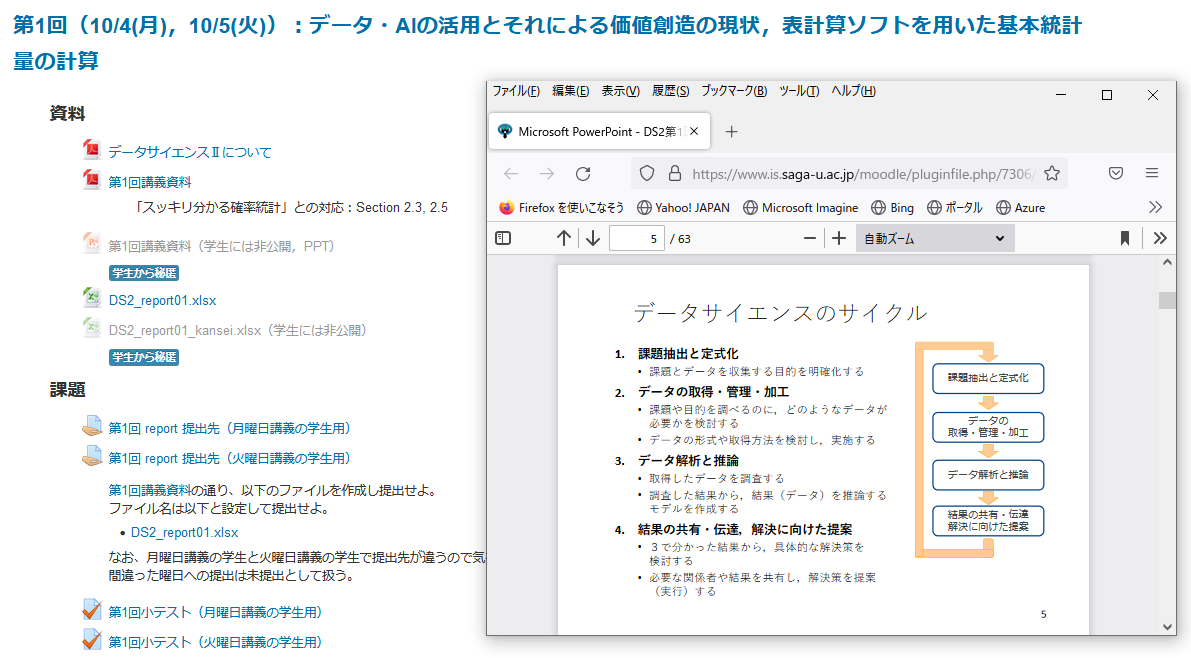 第1回（10/4(月)，10/5(火)）：データ・AIの活用とそれによる価値創造の現状，表計算ソフトを用いた基本統計
量の計算
資料
データサイエンスⅡについて
第1回講義資料
「スッキリ分かる確率統計」との対応：Section 2.3, 2.5
第1回講義資料（学生には非公開，PPT）
学生から秘匿
DS2_report01.xlsx
DS2_report01_kansei.xlsx（学生には非公開）
学生から秘匿
課題
第1回 report 提出先（月曜日講義の学生用）
第1回 report 提出先（火曜日講義の学生用）
第1回講義資料の通り、以下のファイルを作成し提出せよ。
ファイル名は以下と設定して提出せよ。
• DS2_report01.xlsx
なお、月曜日講義の学生と火曜日講義の学生で提出先が違うので気
間違った曜日への提出は未提出として扱う。
第1回小テスト（月曜日講義の学生用）
第1回小テスト（火曜日講義の学生用）
ファイル(F) 編集(E) 表示(V) 履歴(S) ブックマーク(B) ツール(T) ヘルプ(H)
Microsoft PowerPoint - DS2第1
https://www.is.saga-u.ac.jp/moodle/pluginfile.php/7306/
Firefox を使いこなそう Yahoo! JAPAN Microsoft Imagine Bing ポータル Azure
5 / 63 自動ズーム
データサイエンスのサイクル
1. 課題抽出と定式化
• 課題とデータを収集する目的を明確化する
2. データの取得・管理・加工
• 課題や目的を調べるのに，どのようなデータが
必要かを検討する
• データの形式や取得方法を検討し，実施する
3. データ解析と推論
• 取得したデータを調査する
• 調査した結果から，結果（データ）を推論する
モデルを作成する
4. 結果の共有・伝達，解決に向けた提案
• ３で分かった結果から，具体的な解決策を
検討する
• 必要な関係者や結果を共有し，解決策を提案
（実行）する
課題抽出と定式化
データの
取得・管理・加工
データ解析と推論
結果の共有・伝達
解決に向けた提案
5